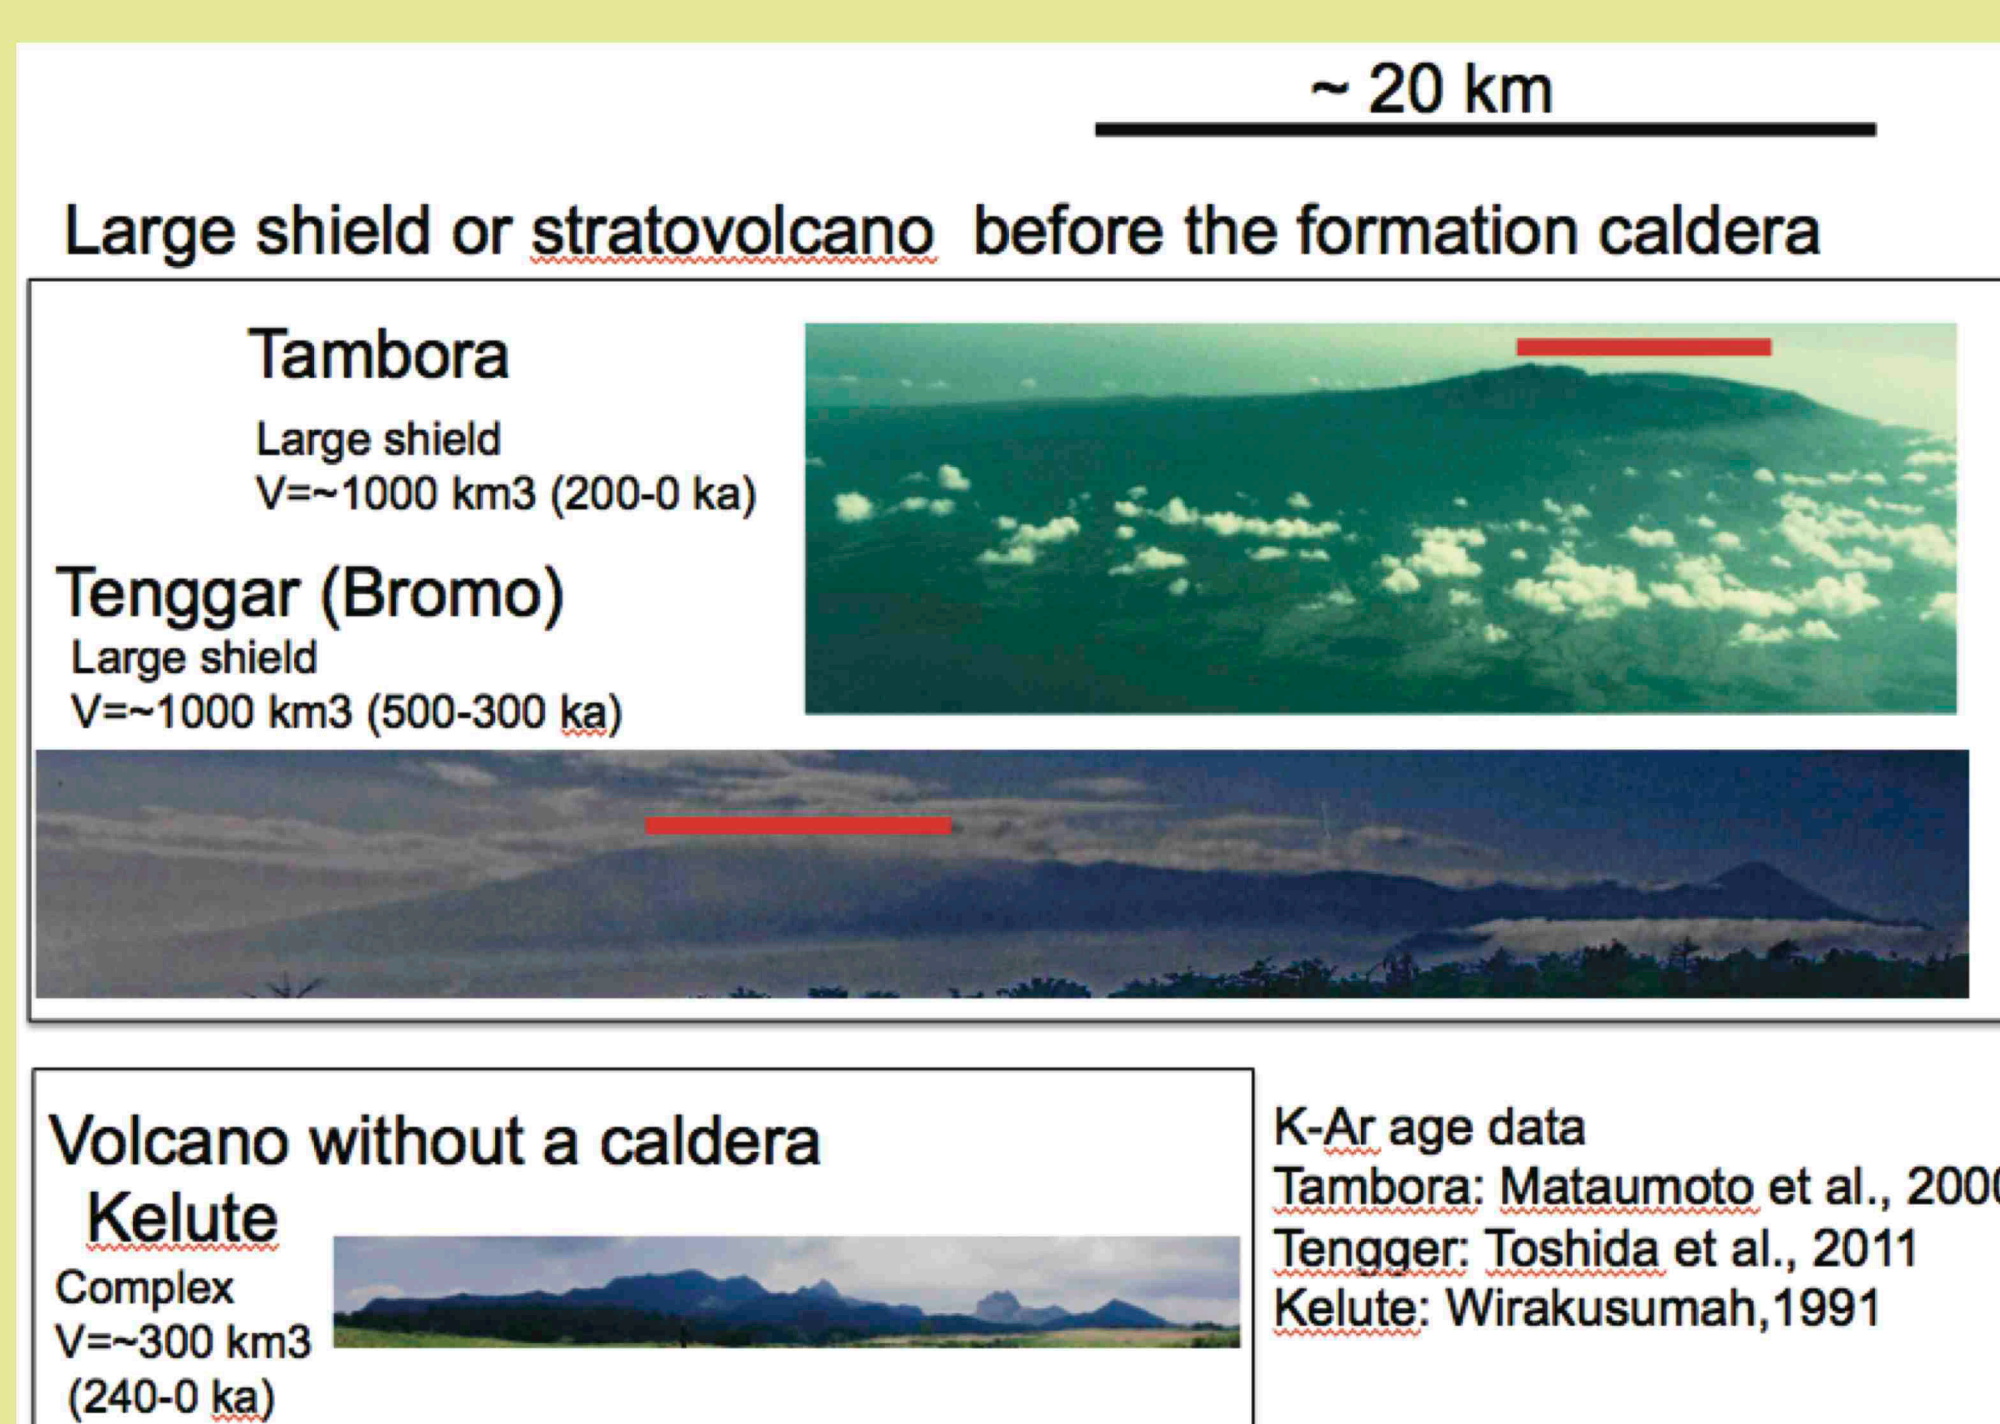 ~ 20 km
Large shield or stratovolcano before the formation caldera
Tambora
Large shield
V=~1000 km3 (200-0 ka)
Tenggar (Bromo)
Large shield
V=~1000 km3 (500-300 ka)
Volcano without a caldera
Kelute
Complex
V=~300 km3
(240-0 ka)
K-Ar age data
Tambora: Mataumoto et al., 2000
Tengger: Toshida et al., 2011
Kelute: Wirakusumah,1991